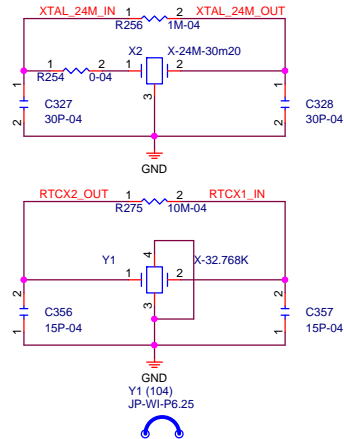 XTAL_24M_IN 1 2 XTAL_24M_OUT
R256 1M-04
X2 X-24M-30m20
1 2 1 2
R254 0-04
3
1 C327 1 C328
2 30P-04 2 30P-04
GND
RTCX2_OUT 1 2 RTCX1_IN
R275 10M-04
4
Y1 X-32.768K
1 2
3
2 C356 2 C357
1 15P-04 1 15P-04
GND
Y1 (104)
JP-WI-P6.25